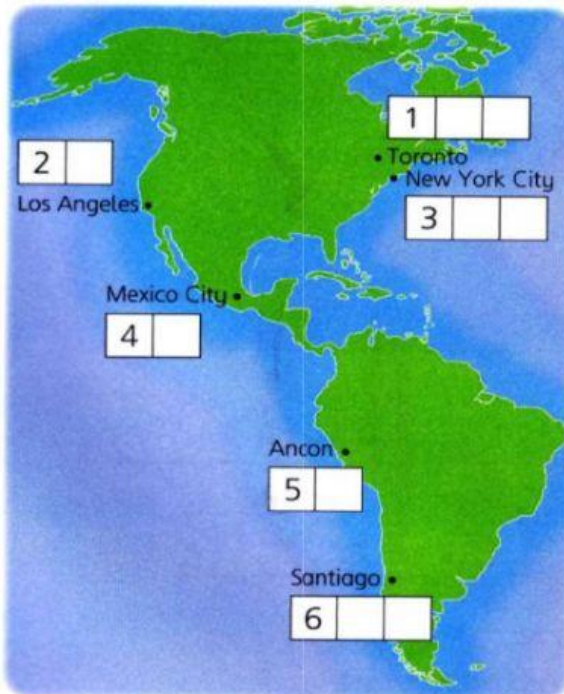 1
Toronto
2
New York City
Los Angeles
3
Mexico City
4
Ancon
5
Santiago
6